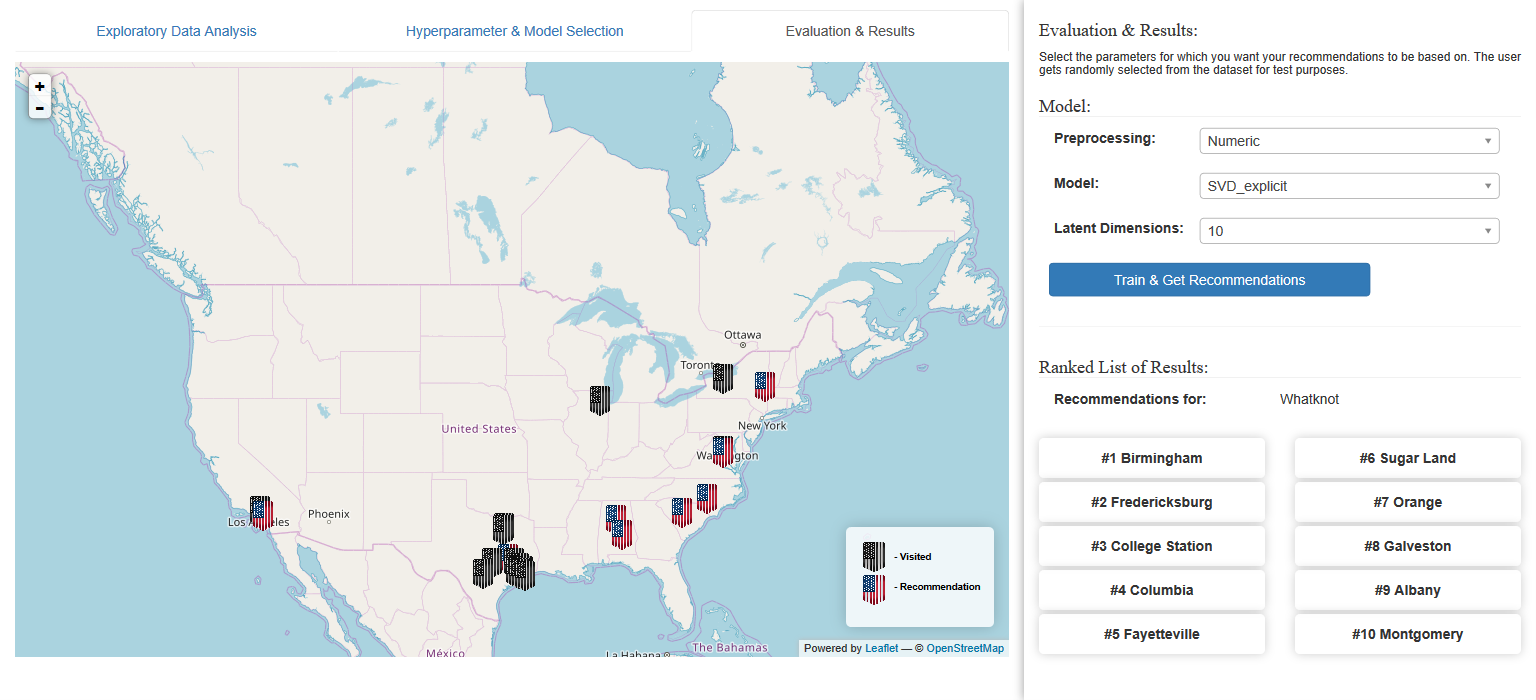 Exploratory Data Analysis
Hyperparameter & Model Selection
Evaluation & Results
+
-
Ottawa
Toronto
United States
New York
Washington
Los Angeles
Phoenix
México
La Habana
The Bahamas
- Visited
- Recommendation
Powered by Leaflet — © OpenStreetMap
Evaluation & Results:
Select the parameters for which you want your recommendations to be based on. The user
gets randomly selected from the dataset for test purposes.
Model:
Preprocessing:
Numeric
Model:
SVD_explicit
Latent Dimensions:
10
Train & Get Recommendations
Ranked List of Results:
Recommendations for:
Whatknot
#1 Birmingham
#2 Fredericksburg
#3 College Station
#4 Columbia
#5 Fayetteville
#6 Sugar Land
#7 Orange
#8 Galveston
#9 Albany
#10 Montgomery